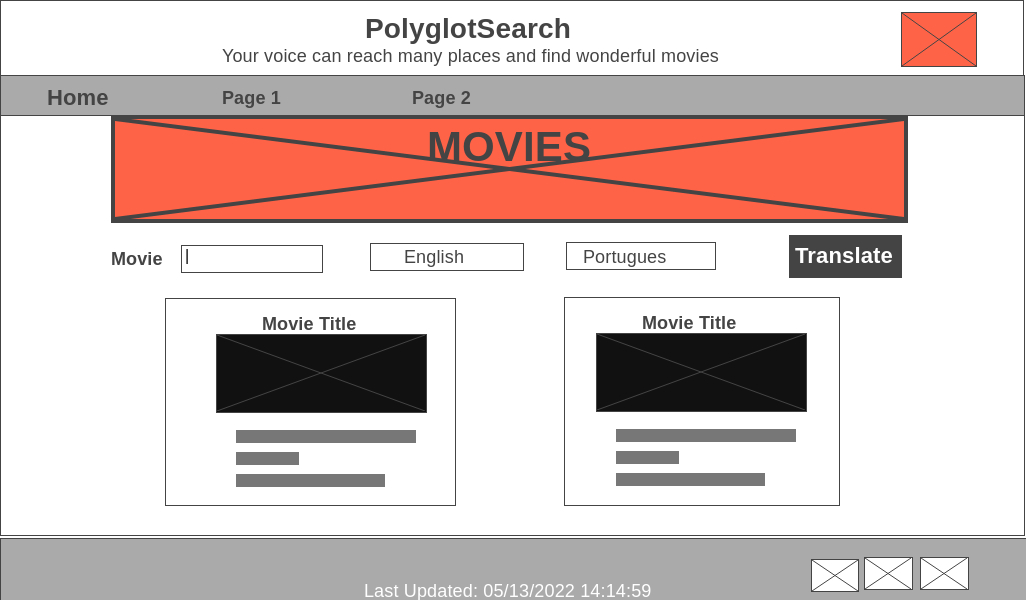 PolyglotSearch
Your voice can reach many places and find wonderful movies
Home Page 1 Page 2
MOVIES
Movie English Portugues Translate
Movie Title Movie Title
Last Updated: 05/13/2022 14:14:59